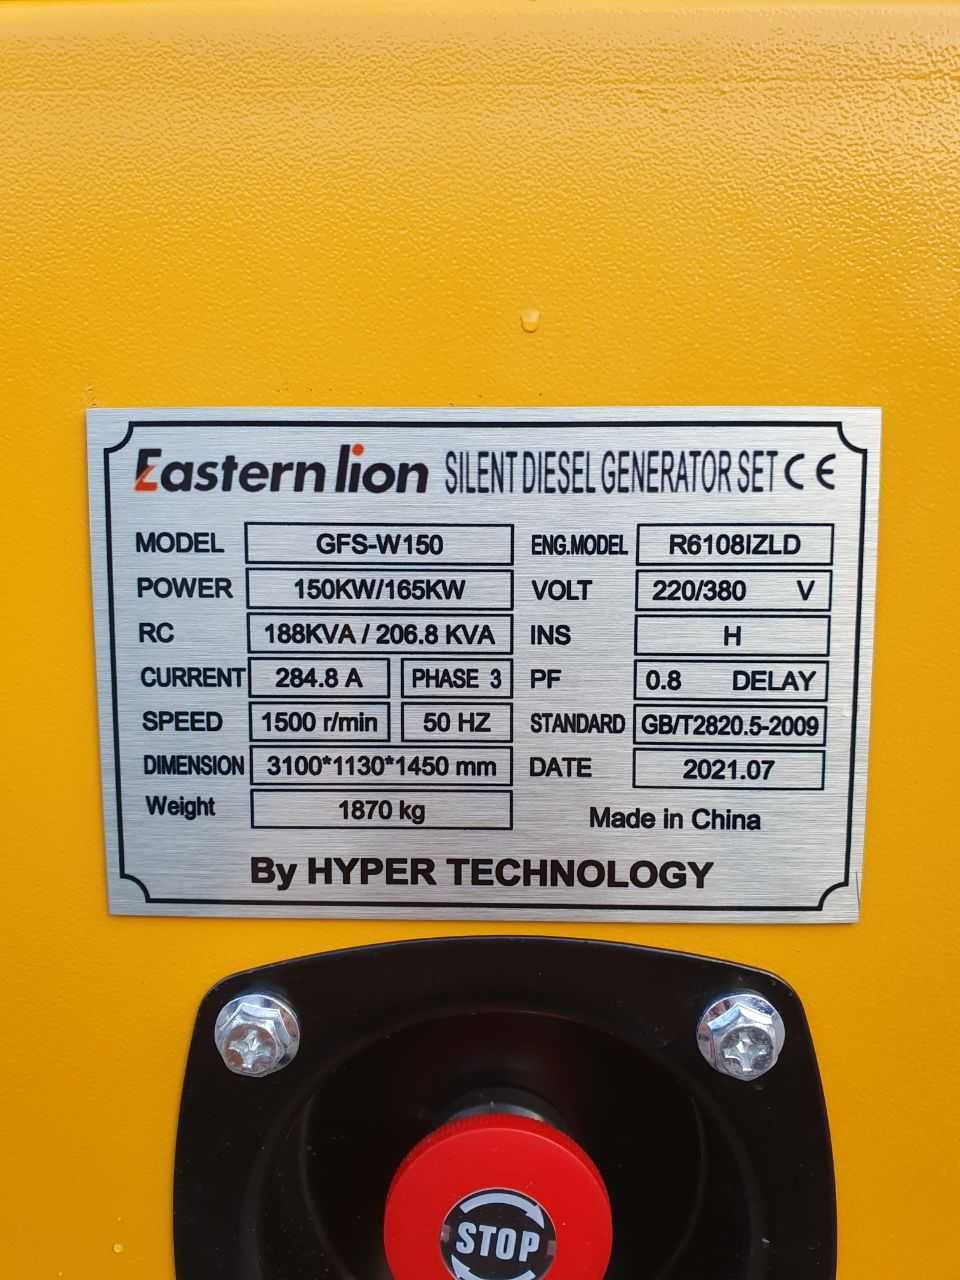 Eastern lion SILENT DIESEL GENERATOR SET CE
MODEL GFS-W150 ENG.MODEL R6108IZLD
POWER 150KW/165KW VOLT 220/380 V
RC 188KVA / 206.8 KVA INS H
CURRENT 284.8 A PHASE 3 PF 0.8 DELAY
SPEED 1500 r/min 50 HZ STANDARD GB/T2820.5-2009
DIMENSION 3100*1130*1450 mm DATE 2021.07
Weight 1870 kg Made in China
By HYPER TECHNOLOGY
STOP